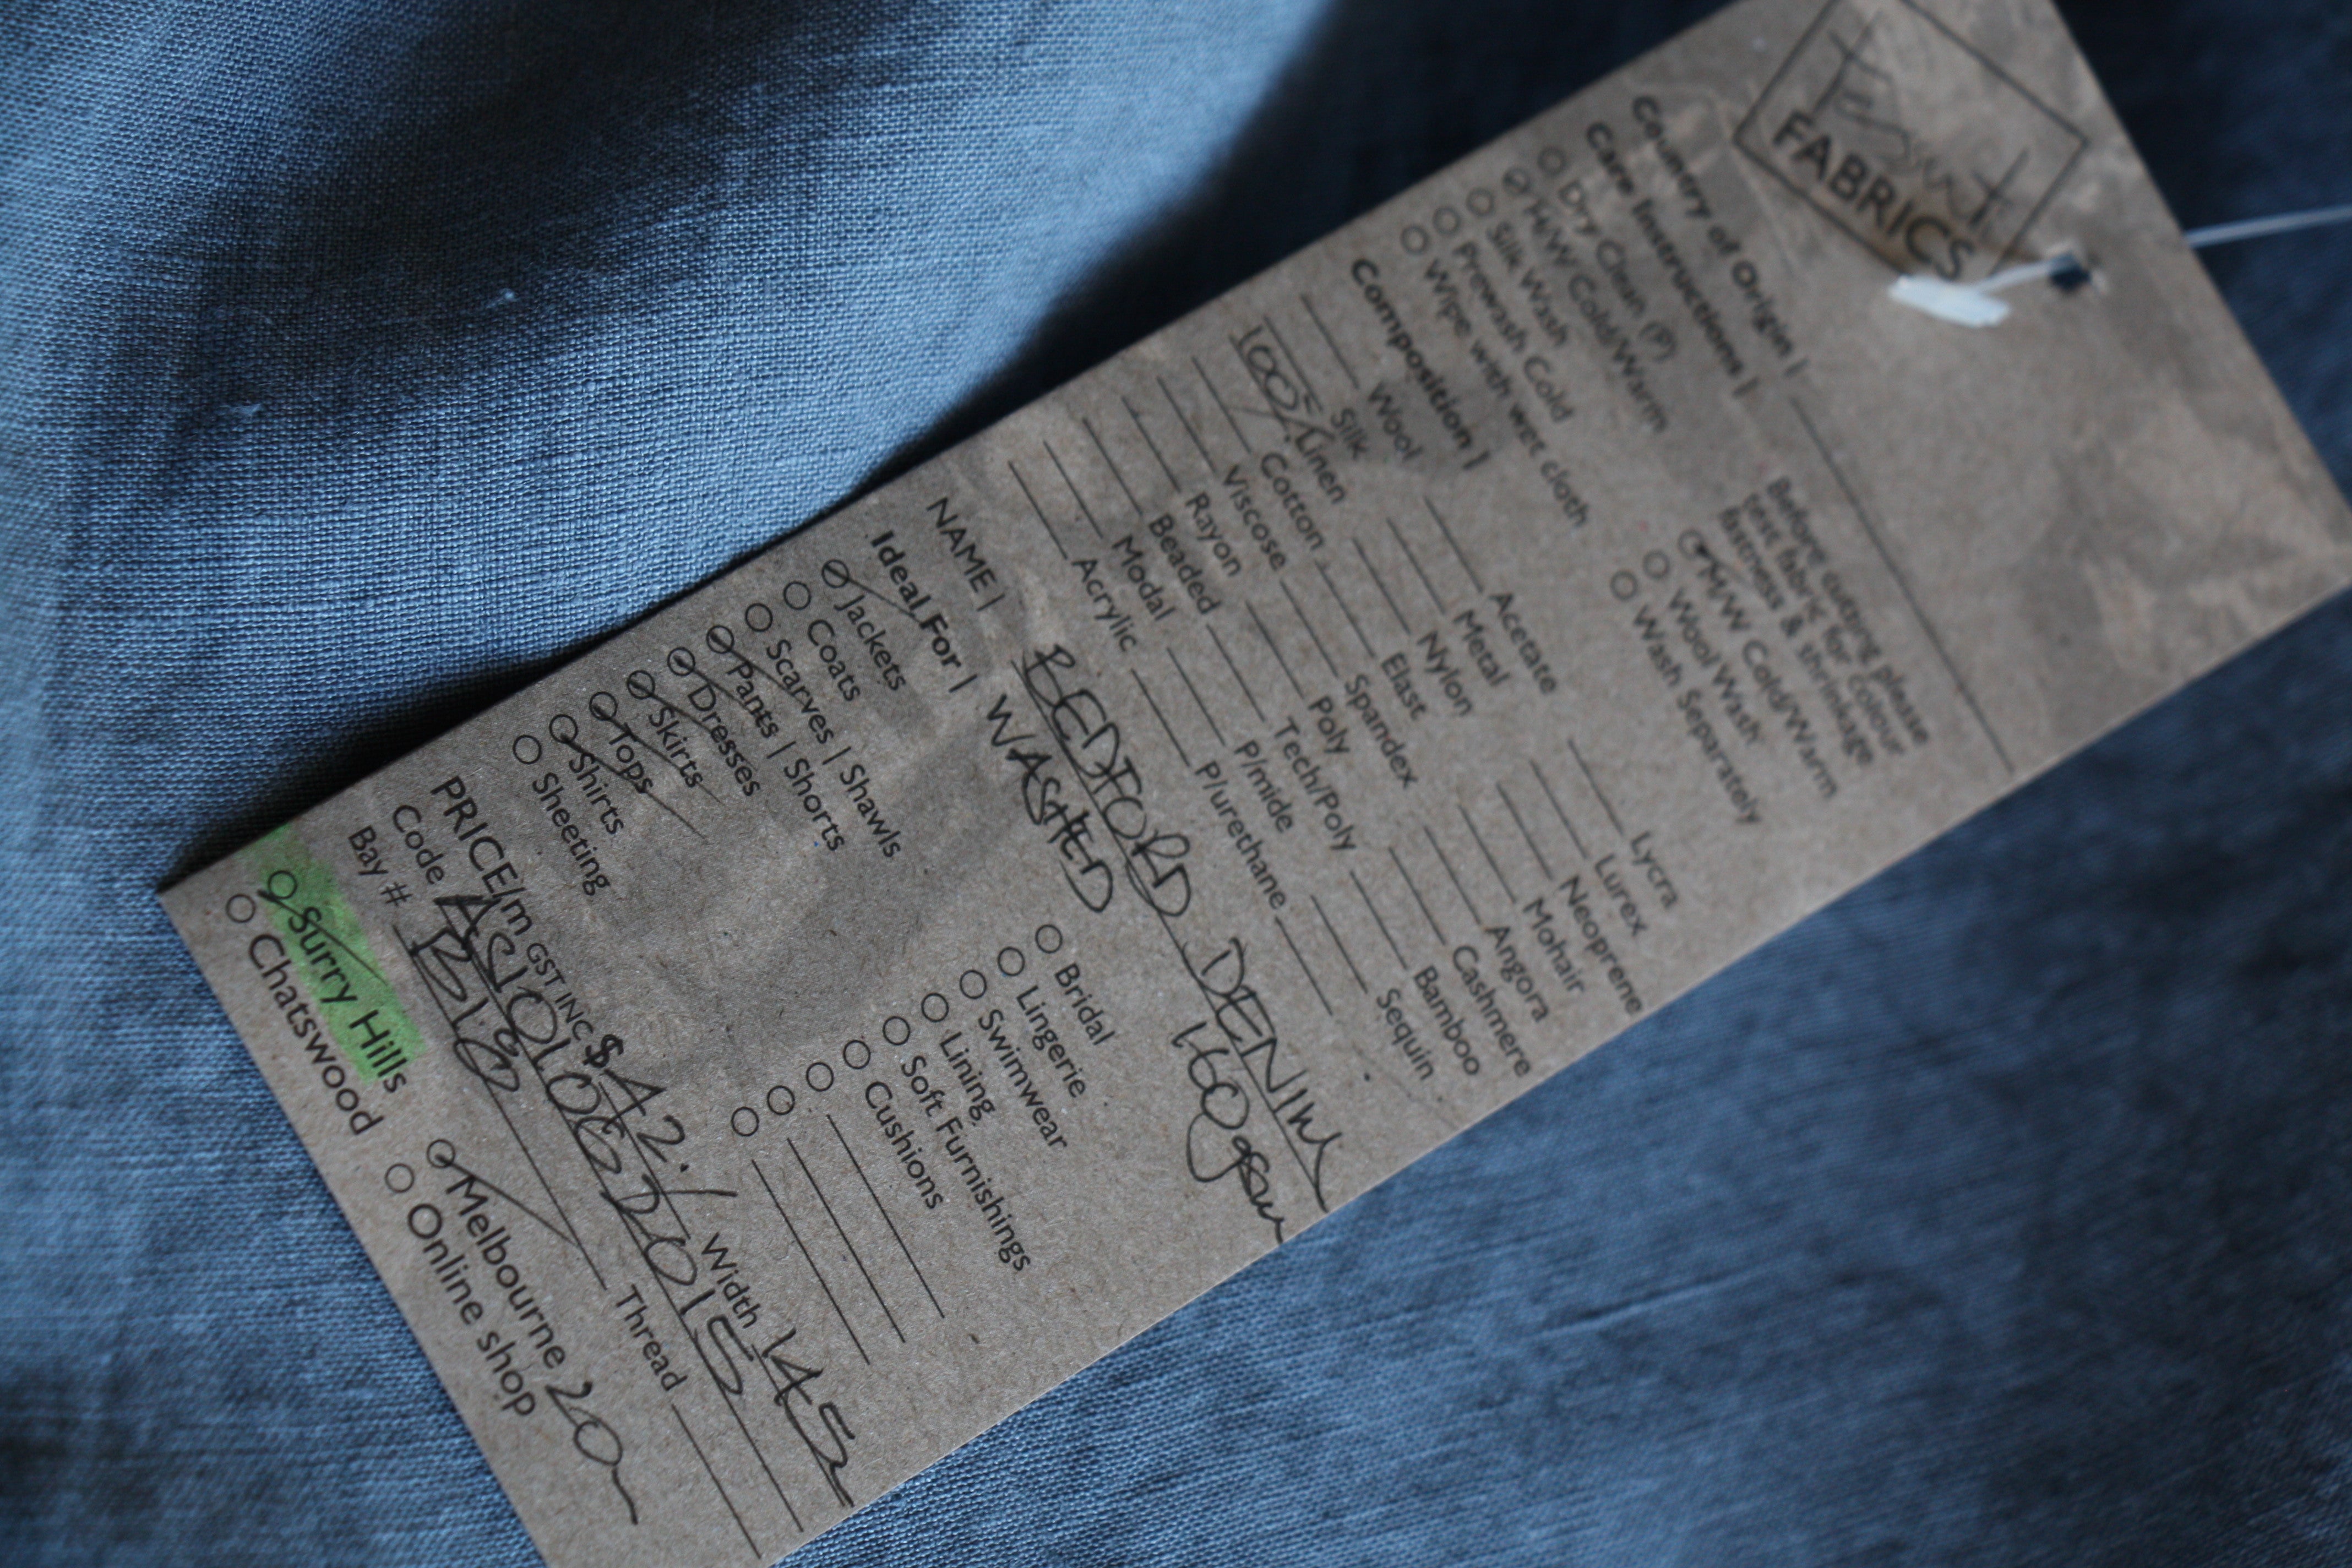 Tessuti
FABRICS
Country of Origin |
Care Instructions |
Dry Clean (P)
H/W Cold/Warm
Silk Wash
Prewash Cold
Wipe with wet cloth
Before cutting please
test fabric for colour
fastness & shrinkage
M/W Cold/Warm
Wool Wash
Wash Separately
Composition |
Wool
Silk
100% Linen
Cotton
Viscose
Rayon
Beaded
Modal
Acrylic
Acetate
Metal
Nylon
Elast
Spandex
Poly
Tech/Poly
P/mide
P/urethane
Lycra
Lurex
Neoprene
Mohair
Angora
Cashmere
Bamboo
Sequin
NAME | BEDFORD DENIM
Ideal For | WASHED 160gsm
Jackets
Coats
Scarves | Shawls
Pants | Shorts
Dresses
Skirts
Tops
Shirts
Sheeting
Bridal
Lingerie
Swimwear
Lining
Soft Furnishings
Cushions
PRICE/m GST INC $42./ Width 145
Code
Bay # Thread
Surry Hills
Chatswood
Melbourne 20
Online shop